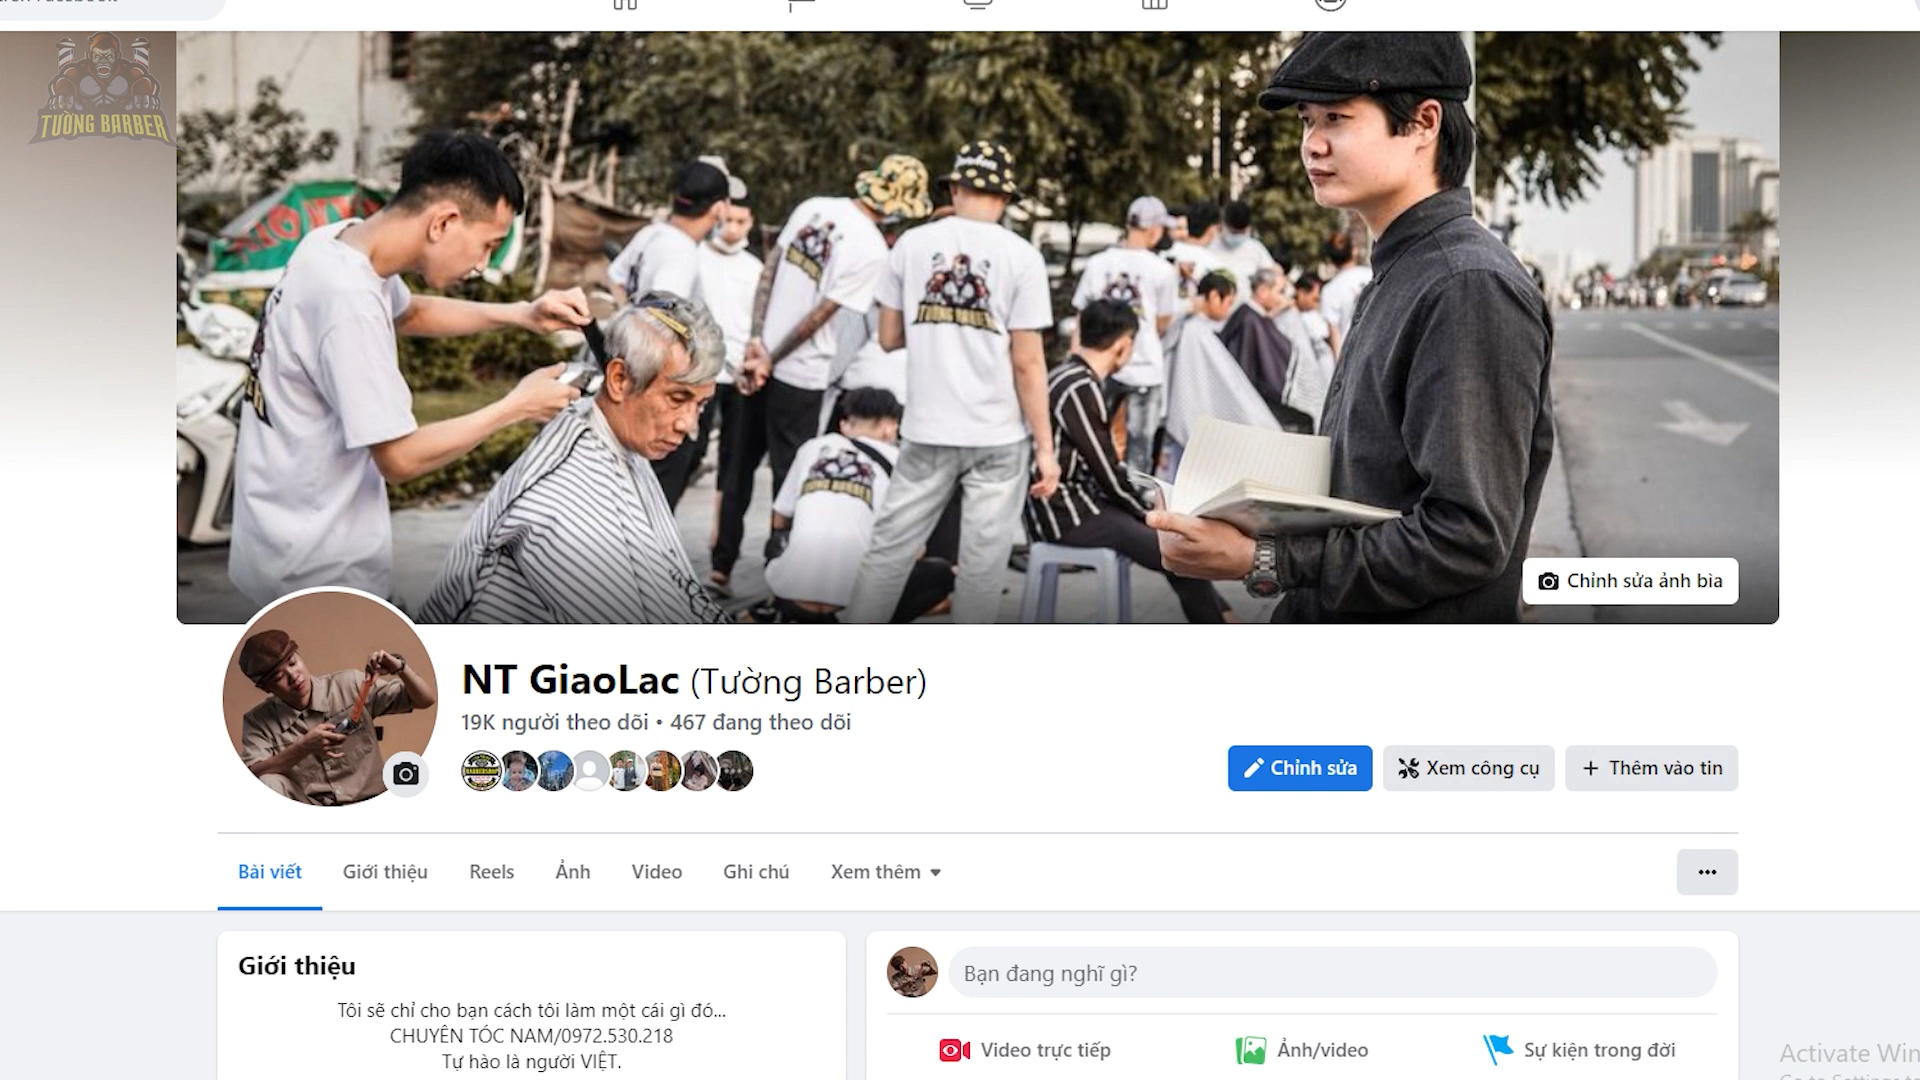 TƯỜNG BARBER
TƯỜNG BARBER
TƯỜNG BARBER
Chỉnh sửa ảnh bìa
NT GiaoLac (Tường Barber)
19K người theo dõi • 467 đang theo dõi
Chỉnh sửa
Xem công cụ
+ Thêm vào tin
Bài viết
Giới thiệu
Reels
Ảnh
Video
Ghi chú
Xem thêm
Giới thiệu
Tôi sẽ chỉ cho bạn cách tôi làm một cái gì đó...
CHUYÊN TÓC NAM/0972.530.218
Tự hào là người VIỆT.
Bạn đang nghĩ gì?
Video trực tiếp
Ảnh/video
Sự kiện trong đời
Activate Win